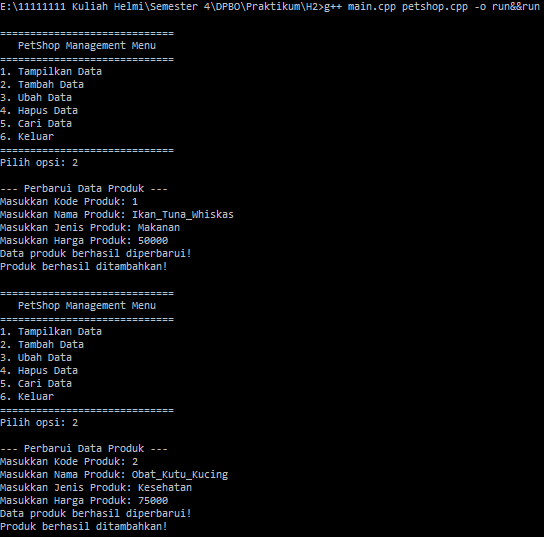 E:\11111111 Kuliah Helmi\Semester 4\DPBO\Praktikum\H2>g++ main.cpp petshop.cpp -o run&&run
==============================
PetShop Management Menu
==============================
1. Tampilkan Data
2. Tambah Data
3. Ubah Data
4. Hapus Data
5. Cari Data
6. Keluar
==============================
Pilih opsi: 2
--- Perbarui Data Produk ---
Masukkan Kode Produk: 1
Masukkan Nama Produk: Ikan_Tuna_Whiskas
Masukkan Jenis Produk: Makanan
Masukkan Harga Produk: 50000
Data produk berhasil diperbarui!
Produk berhasil ditambahkan!
==============================
PetShop Management Menu
==============================
1. Tampilkan Data
2. Tambah Data
3. Ubah Data
4. Hapus Data
5. Cari Data
6. Keluar
==============================
Pilih opsi: 2
--- Perbarui Data Produk ---
Masukkan Kode Produk: 2
Masukkan Nama Produk: Obat_Kutu_Kucing
Masukkan Jenis Produk: Kesehatan
Masukkan Harga Produk: 75000
Data produk berhasil diperbarui!
Produk berhasil ditambahkan!